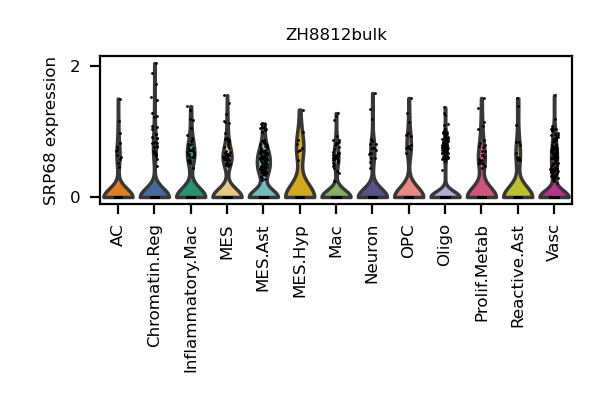 ZH8812bulk
SRP68 expression
2
0
AC
Chromatin.Reg
Inflammatory.Mac
MES
MES.Ast
MES.Hyp
Mac
Neuron
OPC
Oligo
Prolif.Metab
Reactive.Ast
Vasc